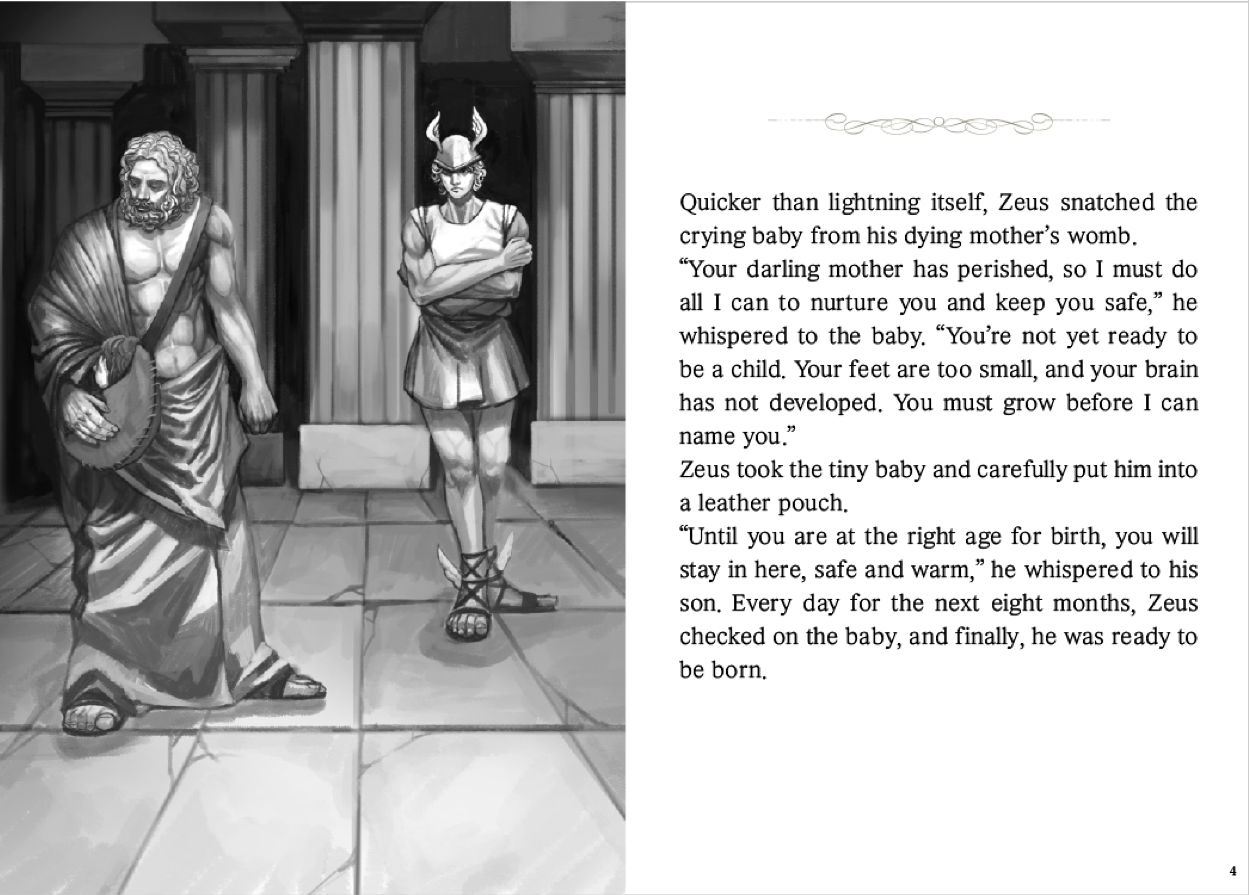 Quicker than lightning itself, Zeus snatched the
crying baby from his dying mother’s womb.
“Your darling mother has perished, so I must do
all I can to nurture you and keep you safe,” he
whispered to the baby. “You’re not yet ready to
be a child. Your feet are too small, and your brain
has not developed. You must grow before I can
name you.”
Zeus took the tiny baby and carefully put him into
a leather pouch.
“Until you are at the right age for birth, you will
stay in here, safe and warm,” he whispered to his
son. Every day for the next eight months, Zeus
checked on the baby, and finally, he was ready to
be born.
4